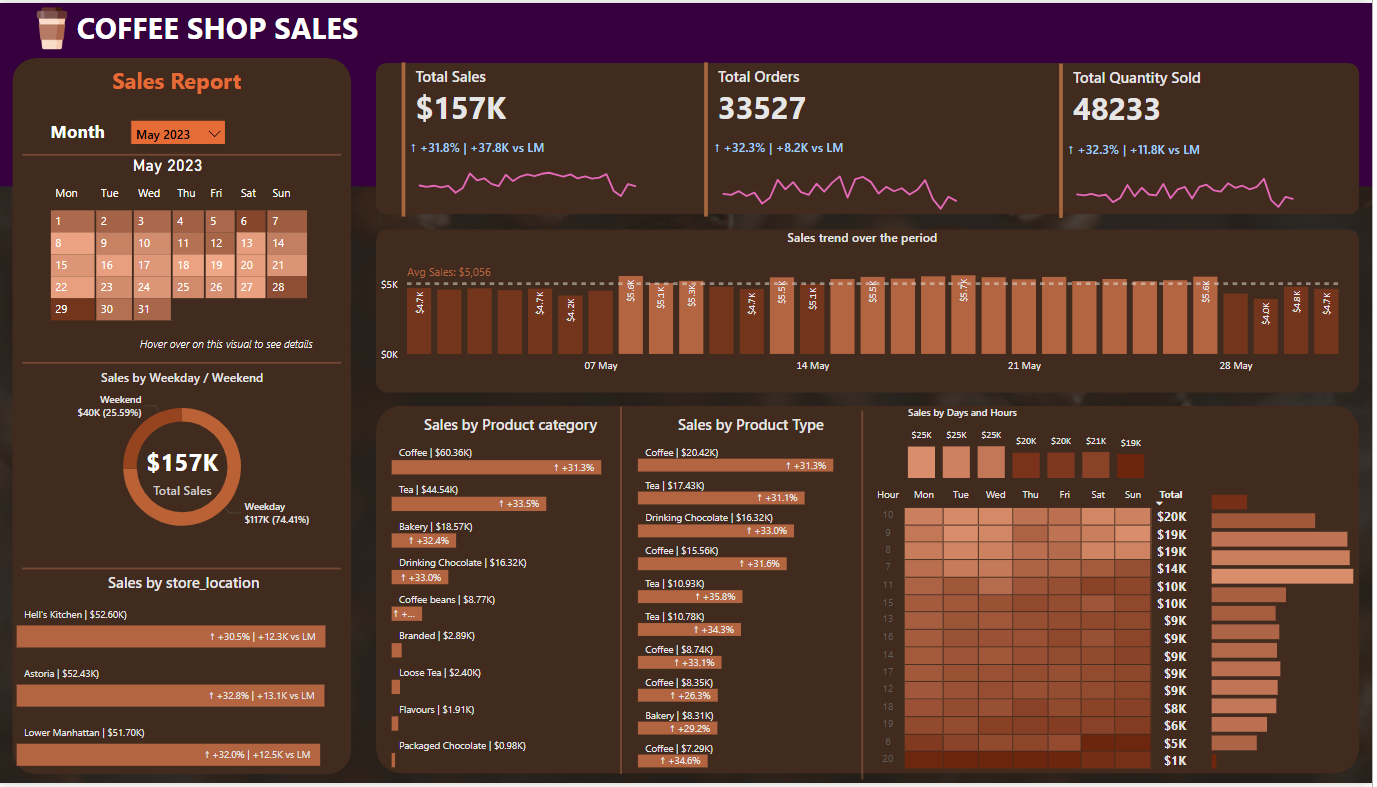 COFFEE SHOP SALES
Sales Report
Month May 2023
May 2023
Mon Tue Wed Thu Fri Sat Sun
1 2 3 4 5 6 7
8 9 10 11 12 13 14
15 16 17 18 19 20 21
22 23 24 25 26 27 28
29 30 31
Hover over on this visual to see details
Sales by Weekday / Weekend
Weekend
$40K (25.59%)
$157K
Total Sales
Weekday
$117K (74.41%)
Sales by store_location
Hell's Kitchen | $52.60K)
↑ +30.5% | +12.3K vs LM
Astoria | $52.43K)
↑ +32.8% | +13.1K vs LM
Lower Manhattan | $51.70K)
↑ +32.0% | +12.5K vs LM
Total Sales
$157K
↑ +31.8% | +37.8K vs LM
Total Orders
33527
↑ +32.3% | +8.2K vs LM
Total Quantity Sold
48233
↑ +32.3% | +11.8K vs LM
Sales trend over the period
Avg Sales: $5,056
$5K
$0K
$4.7K $4.7K $4.2K $5.6K $5.1K $5.3K $4.7K $5.5K $5.1K $5.5K $5.7K $5.6K $4.0K $4.8K $4.7K
07 May 14 May 21 May 28 May
Sales by Product category
Coffee | $60.36K)
↑ +31.3%
Tea | $44.54K)
↑ +33.5%
Bakery | $18.57K)
↑ +32.4%
Drinking Chocolate | $16.32K)
↑ +33.0%
Coffee beans | $8.77K)
↑ +...
Branded | $2.89K)
Loose Tea | $2.40K)
Flavours | $1.91K)
Packaged Chocolate | $0.98K)
Sales by Product Type
Coffee | $20.42K)
↑ +31.3%
Tea | $17.43K)
↑ +31.1%
Drinking Chocolate | $16.32K)
↑ +33.0%
Coffee | $15.56K)
↑ +31.6%
Tea | $10.93K)
↑ +35.8%
Tea | $10.78K)
↑ +34.3%
Coffee | $8.74K)
↑ +33.1%
Coffee | $8.35K)
↑ +26.3%
Bakery | $8.31K)
↑ +29.2%
Coffee | $7.29K)
↑ +34.6%
Sales by Days and Hours
$25K $25K $25K $20K $20K $21K $19K
Hour Mon Tue Wed Thu Fri Sat Sun Total
10 $20K
9 $19K
8 $19K
7 $14K
11 $10K
15 $10K
13 $9K
16 $9K
14 $9K
17 $9K
12 $9K
18 $8K
19 $6K
6 $5K
20 $1K